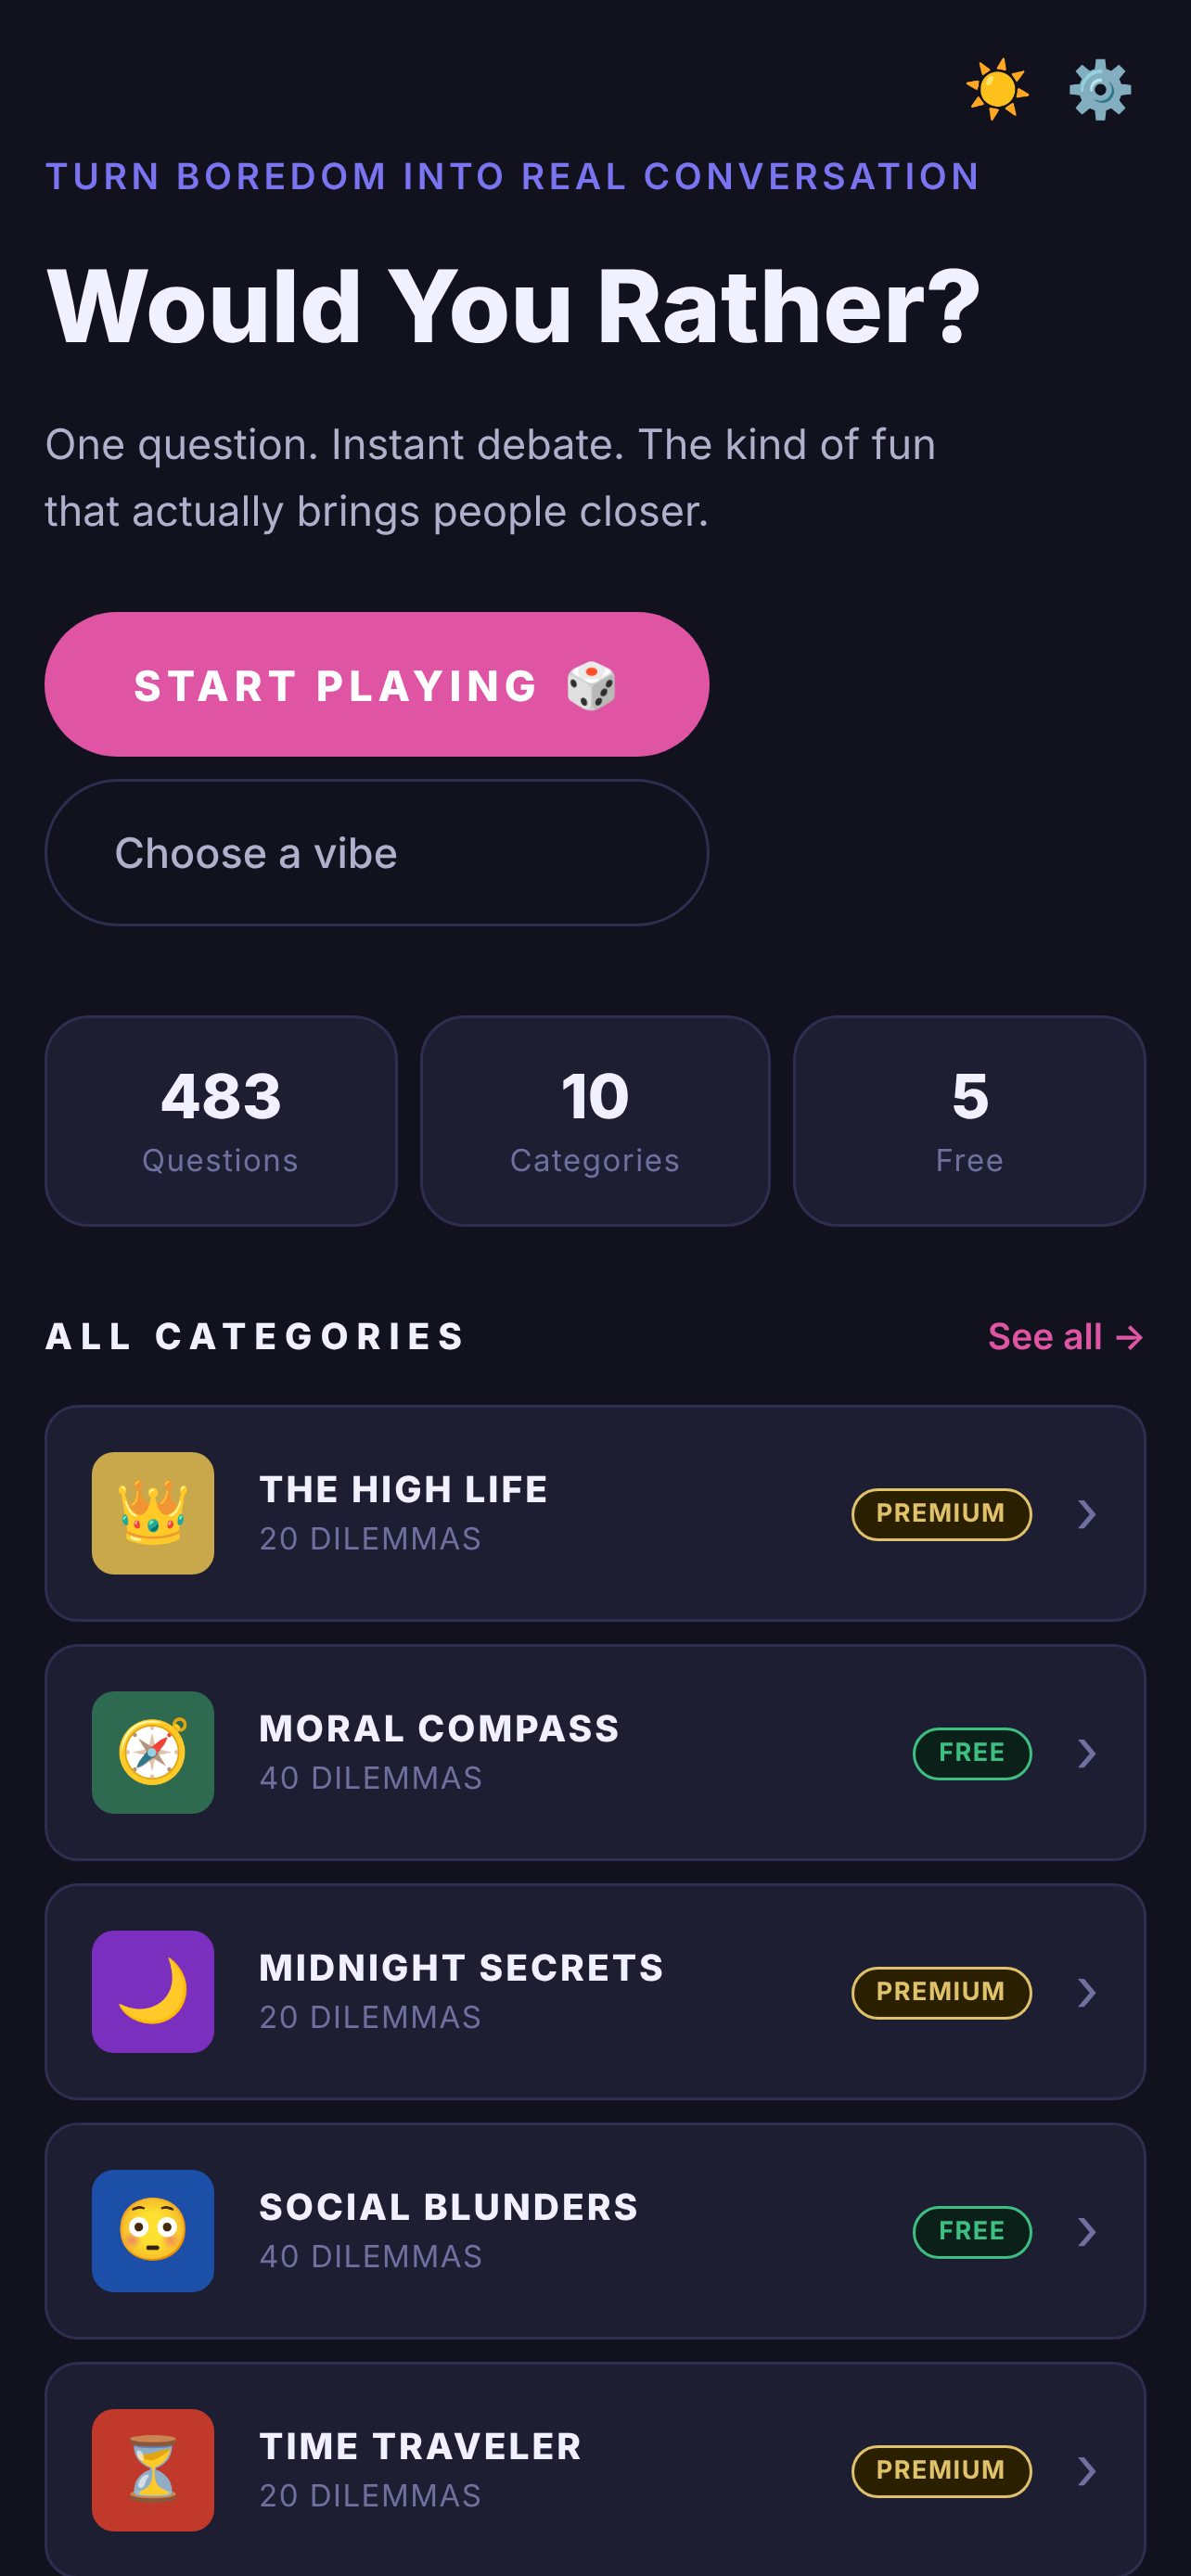 TURN BOREDOM INTO REAL CONVERSATION
Would You Rather?
One question. Instant debate. The kind of fun
that actually brings people closer.
START PLAYING 🎲
Choose a vibe
483
Questions
10
Categories
5
Free
ALL CATEGORIES
See all →
THE HIGH LIFE
20 DILEMMAS
PREMIUM
MORAL COMPASS
40 DILEMMAS
FREE
MIDNIGHT SECRETS
20 DILEMMAS
PREMIUM
SOCIAL BLUNDERS
40 DILEMMAS
FREE
TIME TRAVELER
20 DILEMMAS
PREMIUM